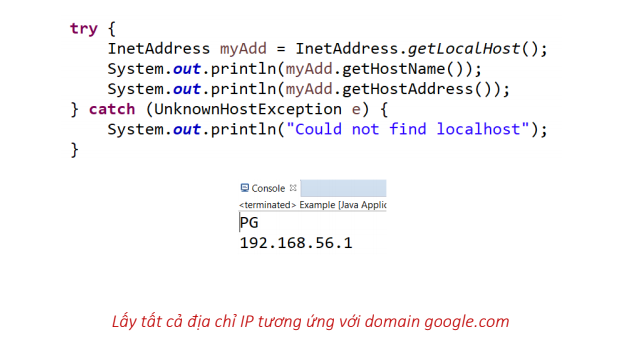 try {
InetAddress myAdd = InetAddress.getLocalHost();
System.out.println(myAdd.getHostName());
System.out.println(myAdd.getHostAddress());
} catch (UnknownHostException e) {
System.out.println("Could not find localhost");
}
Console
<terminated> Example [Java Applic
PG
192.168.56.1
Lấy tất cả địa chỉ IP tương ứng với domain google.com